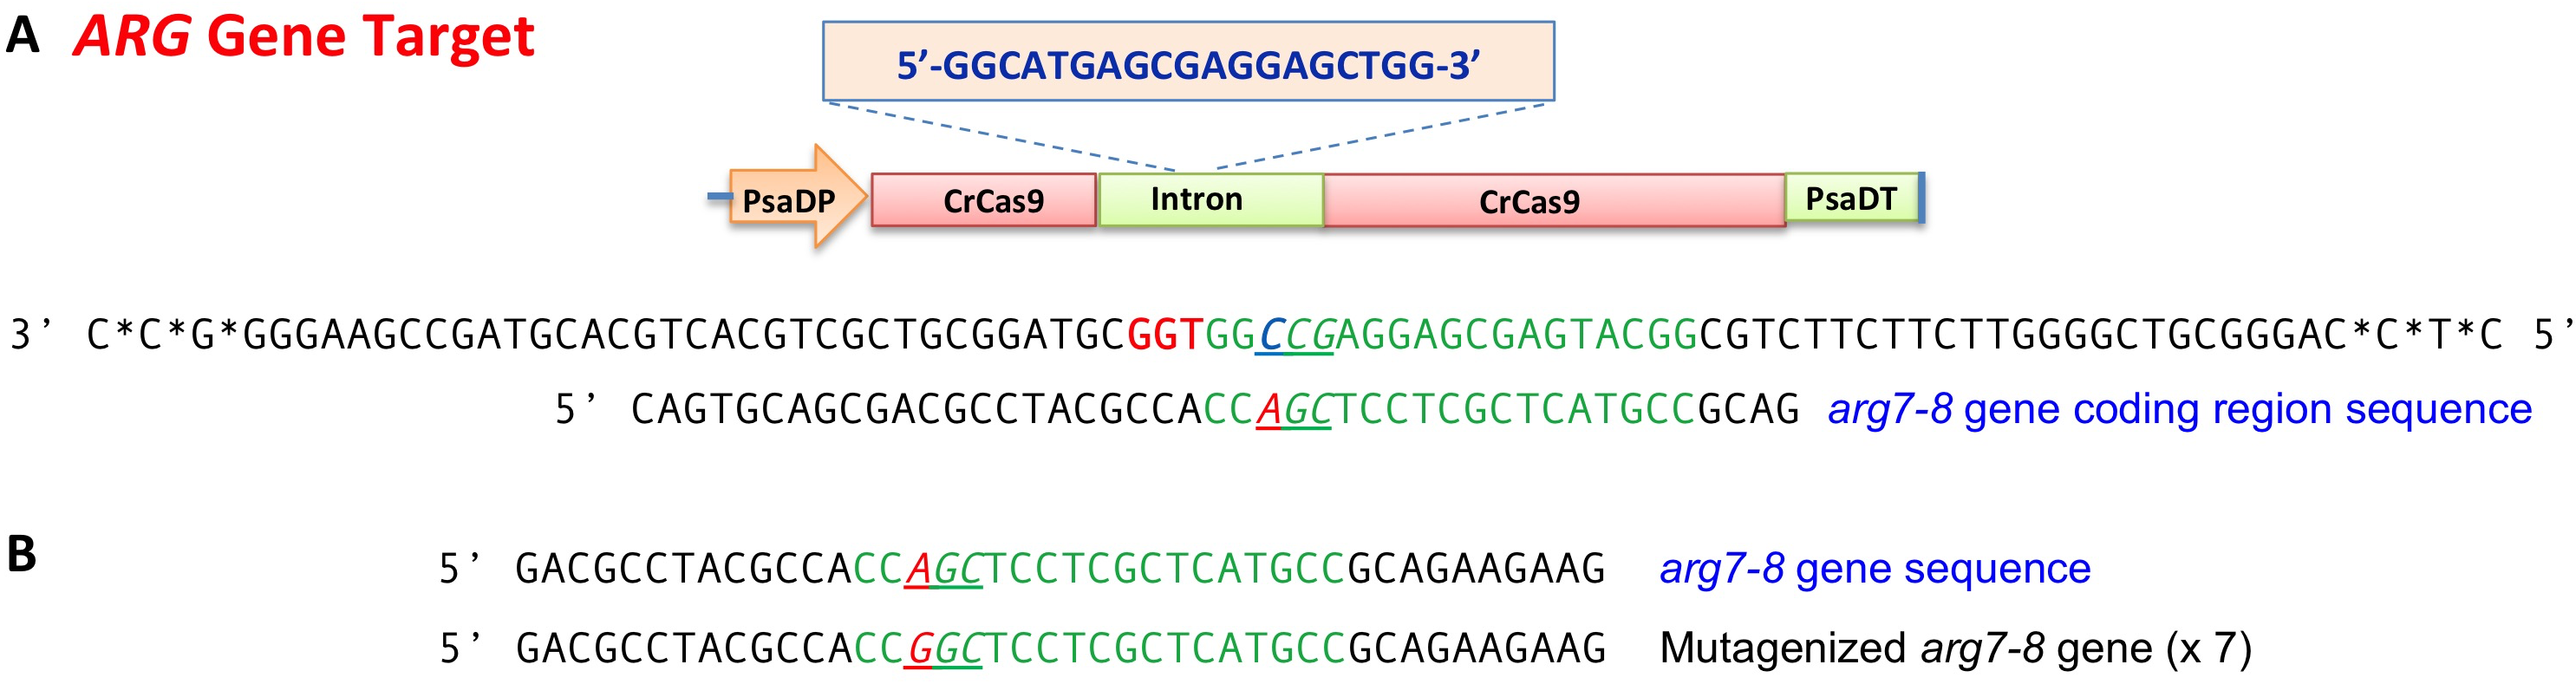 A ARG Gene Target
5’-GGCATGAGCGAGGAGCTGG-3’
PsaDP CrCas9 Intron CrCas9 PsaDT
3’ C*C*G*GGGAAGCCGATGCACGTCACGTCGCTGCGGATGCGGTGGCCGAGGAGCGAGTACGGCGTCTTCTTCTTGGGGCTGCGGGAC*C*T*C 5’
5’ CAGTGCAGCGACGCCTACGCCACCAGCTCCTCGCTCATGCCGCAG arg7-8 gene coding region sequence
B
5’ GACGCCTACGCCACCAGCTCCTCGCTCATGCCGCAGAAGAAG arg7-8 gene sequence
5’ GACGCCTACGCCACCGGCTCCTCGCTCATGCCGCAGAAGAAG Mutagenized arg7-8 gene (x 7)